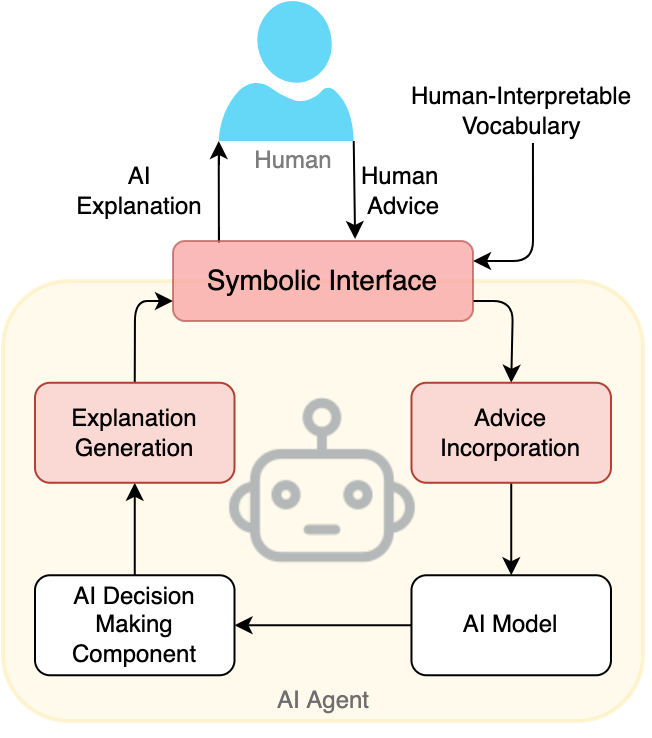 Human-Interpretable
Vocabulary
Human
AI
Explanation
Human
Advice
Symbolic Interface
Explanation
Generation
Advice
Incorporation
AI Decision
Making
Component
AI Model
AI Agent